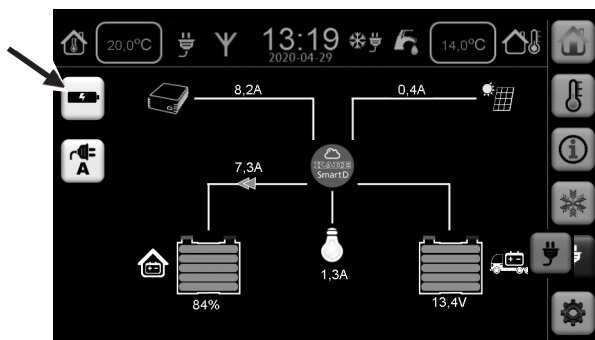 20,0°C
13:19
2020-04-29
14,0°C
8,2A
0,4A
A
7,3A
KABE
SmartD
1,3A
84%
13,4V